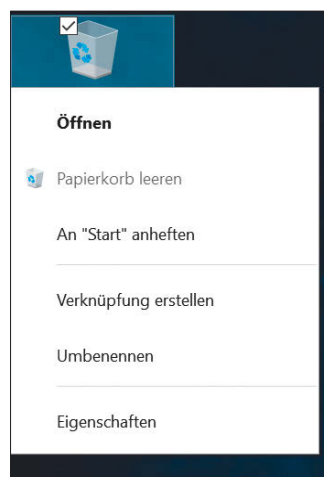 Öffnen
Papierkorb leeren
An "Start" anheften
Verknüpfung erstellen
Umbenennen
Eigenschaften